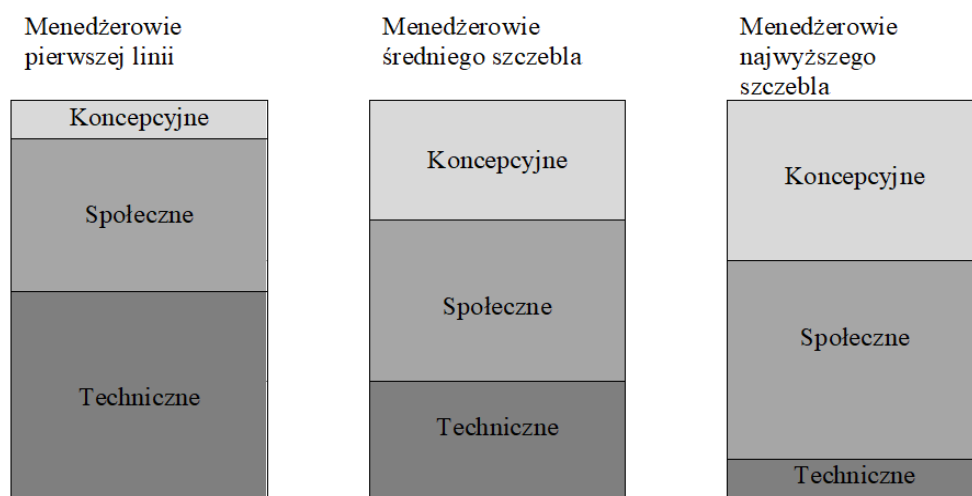 Menedżerowie
pierwszej linii
Koncepcyjne
Społeczne
Techniczne
Menedżerowie
średniego szczebla
Koncepcyjne
Społeczne
Techniczne
Menedżerowie
najwyższego
szczebla
Koncepcyjne
Społeczne
Techniczne